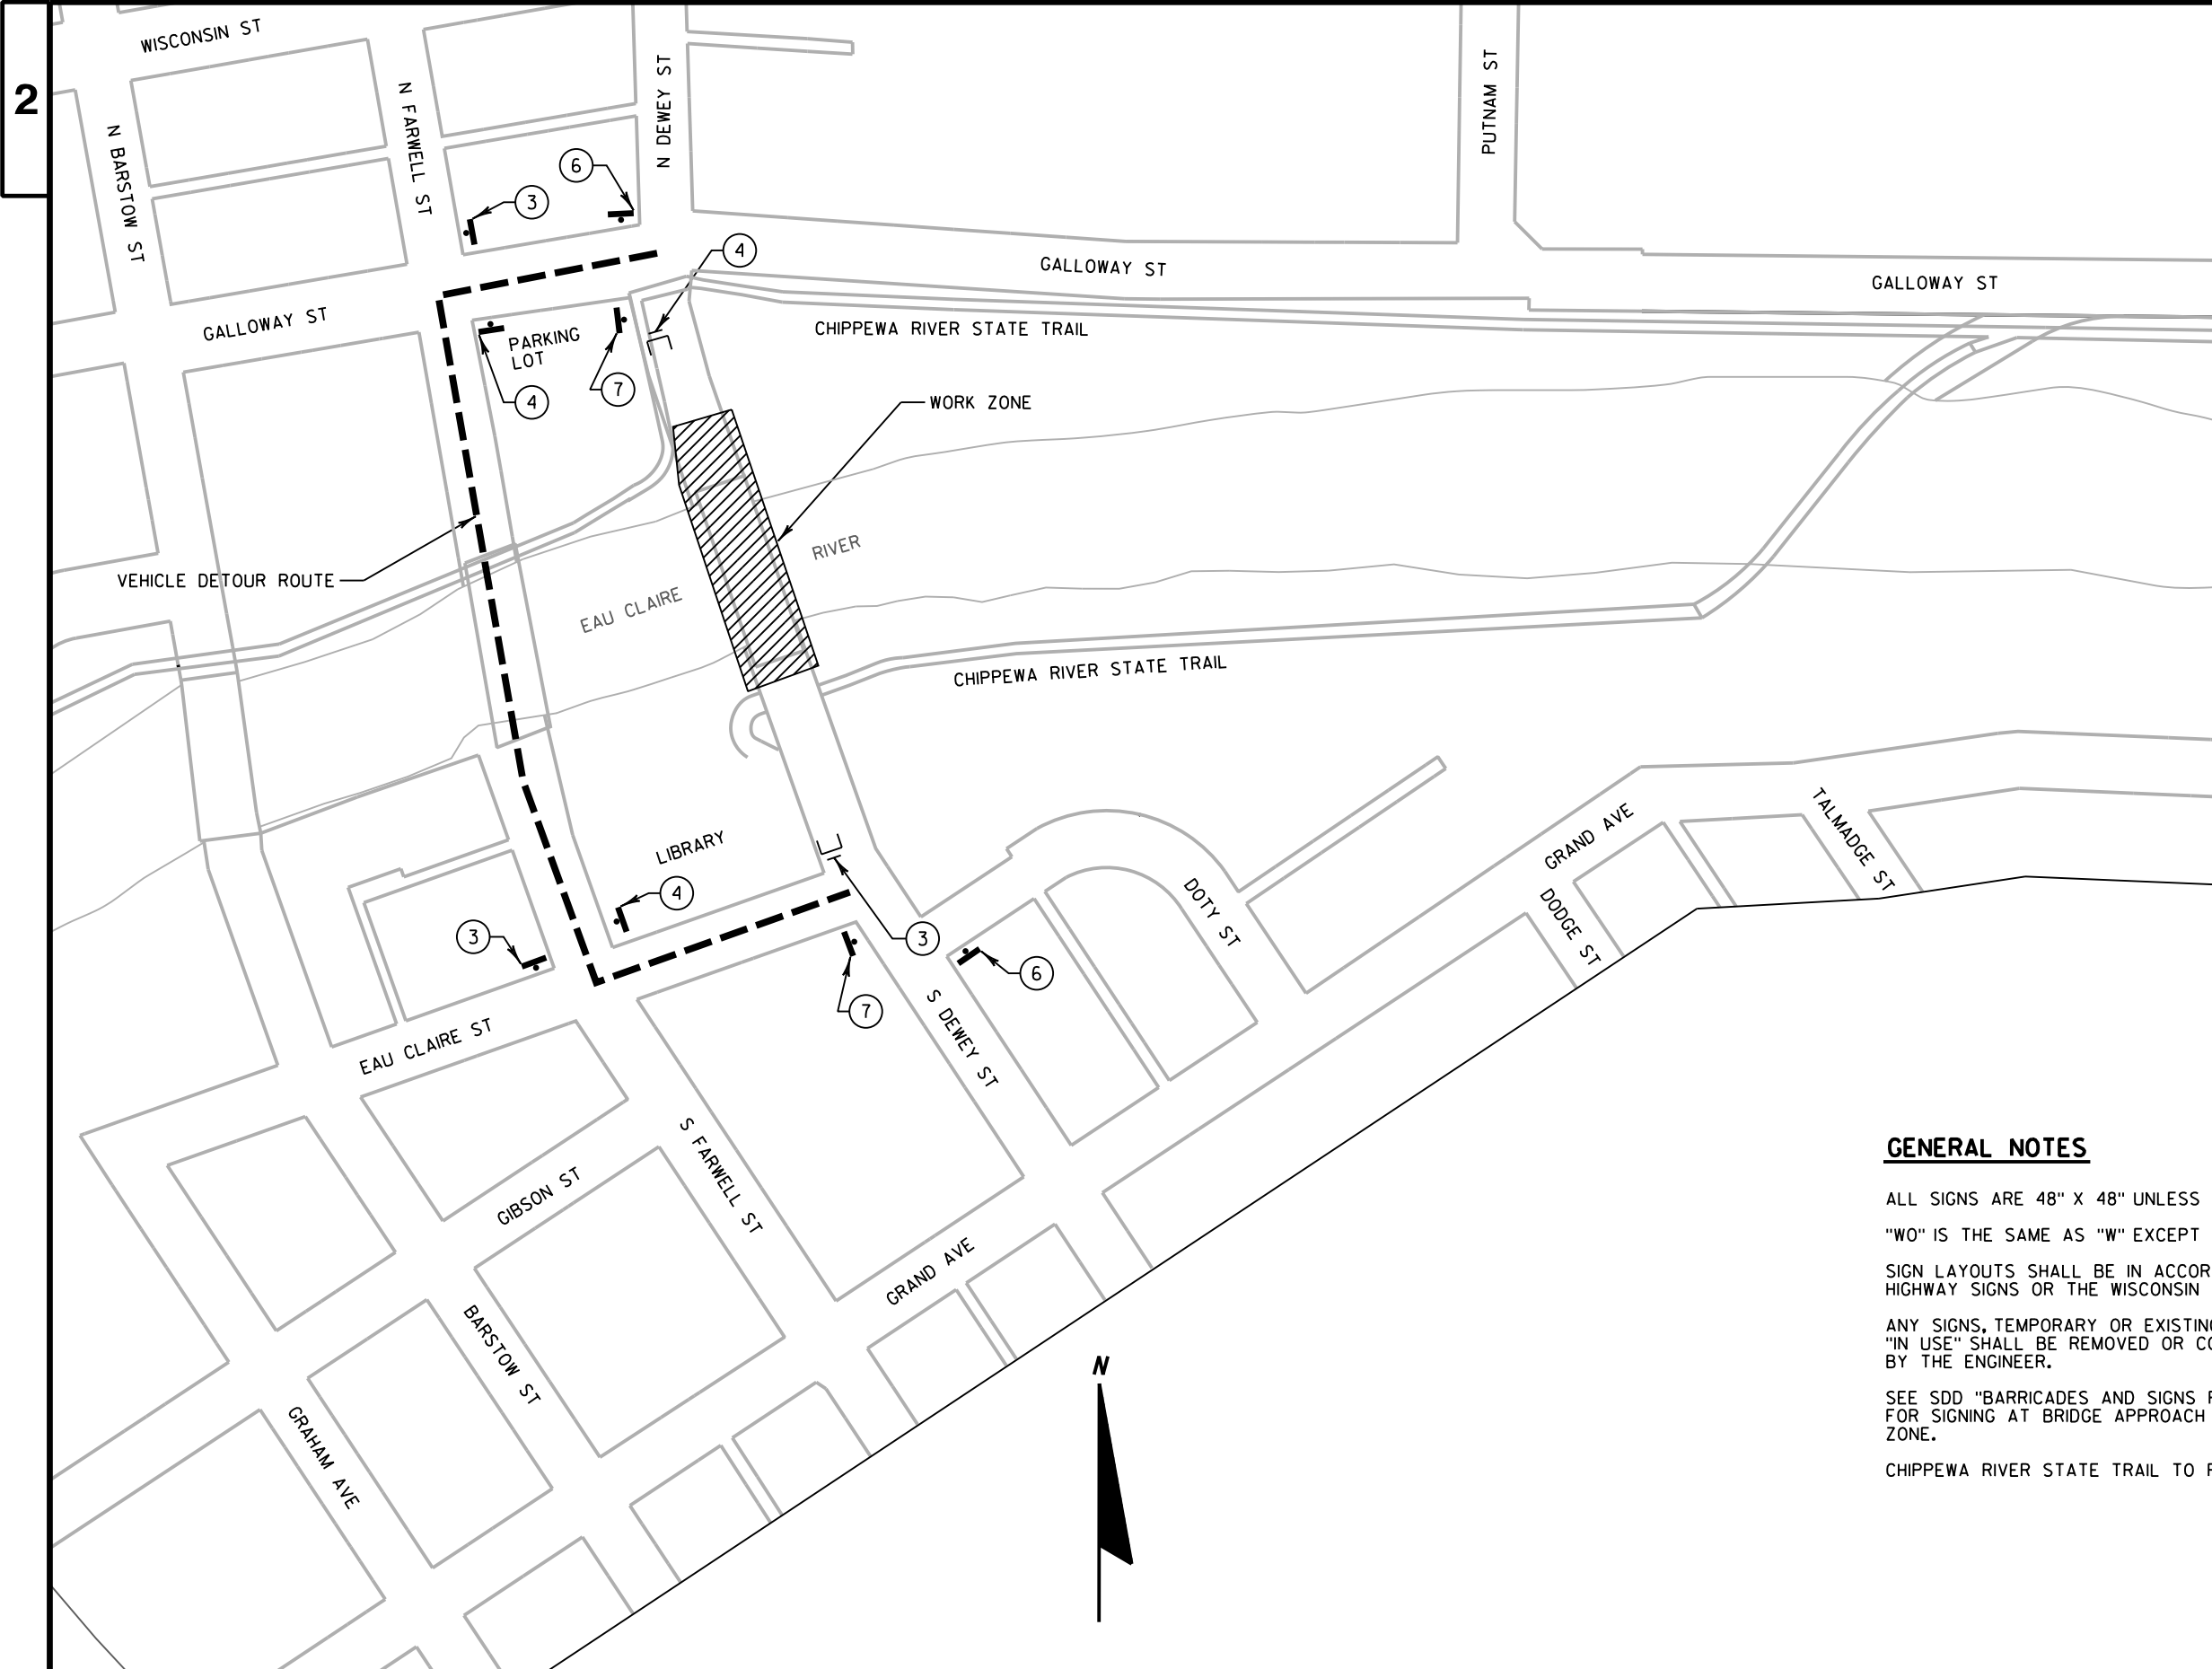 2
WISCONSIN ST
N BARSTOW ST
N FARWELL ST
N DEWEY ST
PUTNAM ST
6
3
4
GALLOWAY ST
GALLOWAY ST
GALLOWAY ST
PARKING
LOT
CHIPPEWA RIVER STATE TRAIL
4
7
WORK ZONE
RIVER
VEHICLE DETOUR ROUTE
EAU CLAIRE
CHIPPEWA RIVER STATE TRAIL
LIBRARY
GRAND AVE
TALMADGE ST
4
3
3
6
7
DOTY ST
DODGE ST
S DEWEY ST
EAU CLAIRE ST
S FARWELL ST
GIBSON ST
GRAND AVE
BARSTOW ST
GRAHAM AVE
N
GENERAL NOTES
ALL SIGNS ARE 48" X 48" UNLESS
"WO" IS THE SAME AS "W" EXCEPT
SIGN LAYOUTS SHALL BE IN ACCOR
HIGHWAY SIGNS OR THE WISCONSIN
ANY SIGNS, TEMPORARY OR EXISTING
"IN USE" SHALL BE REMOVED OR CO
BY THE ENGINEER.
SEE SDD "BARRICADES AND SIGNS F
FOR SIGNING AT BRIDGE APPROACH
ZONE.
CHIPPEWA RIVER STATE TRAIL TO